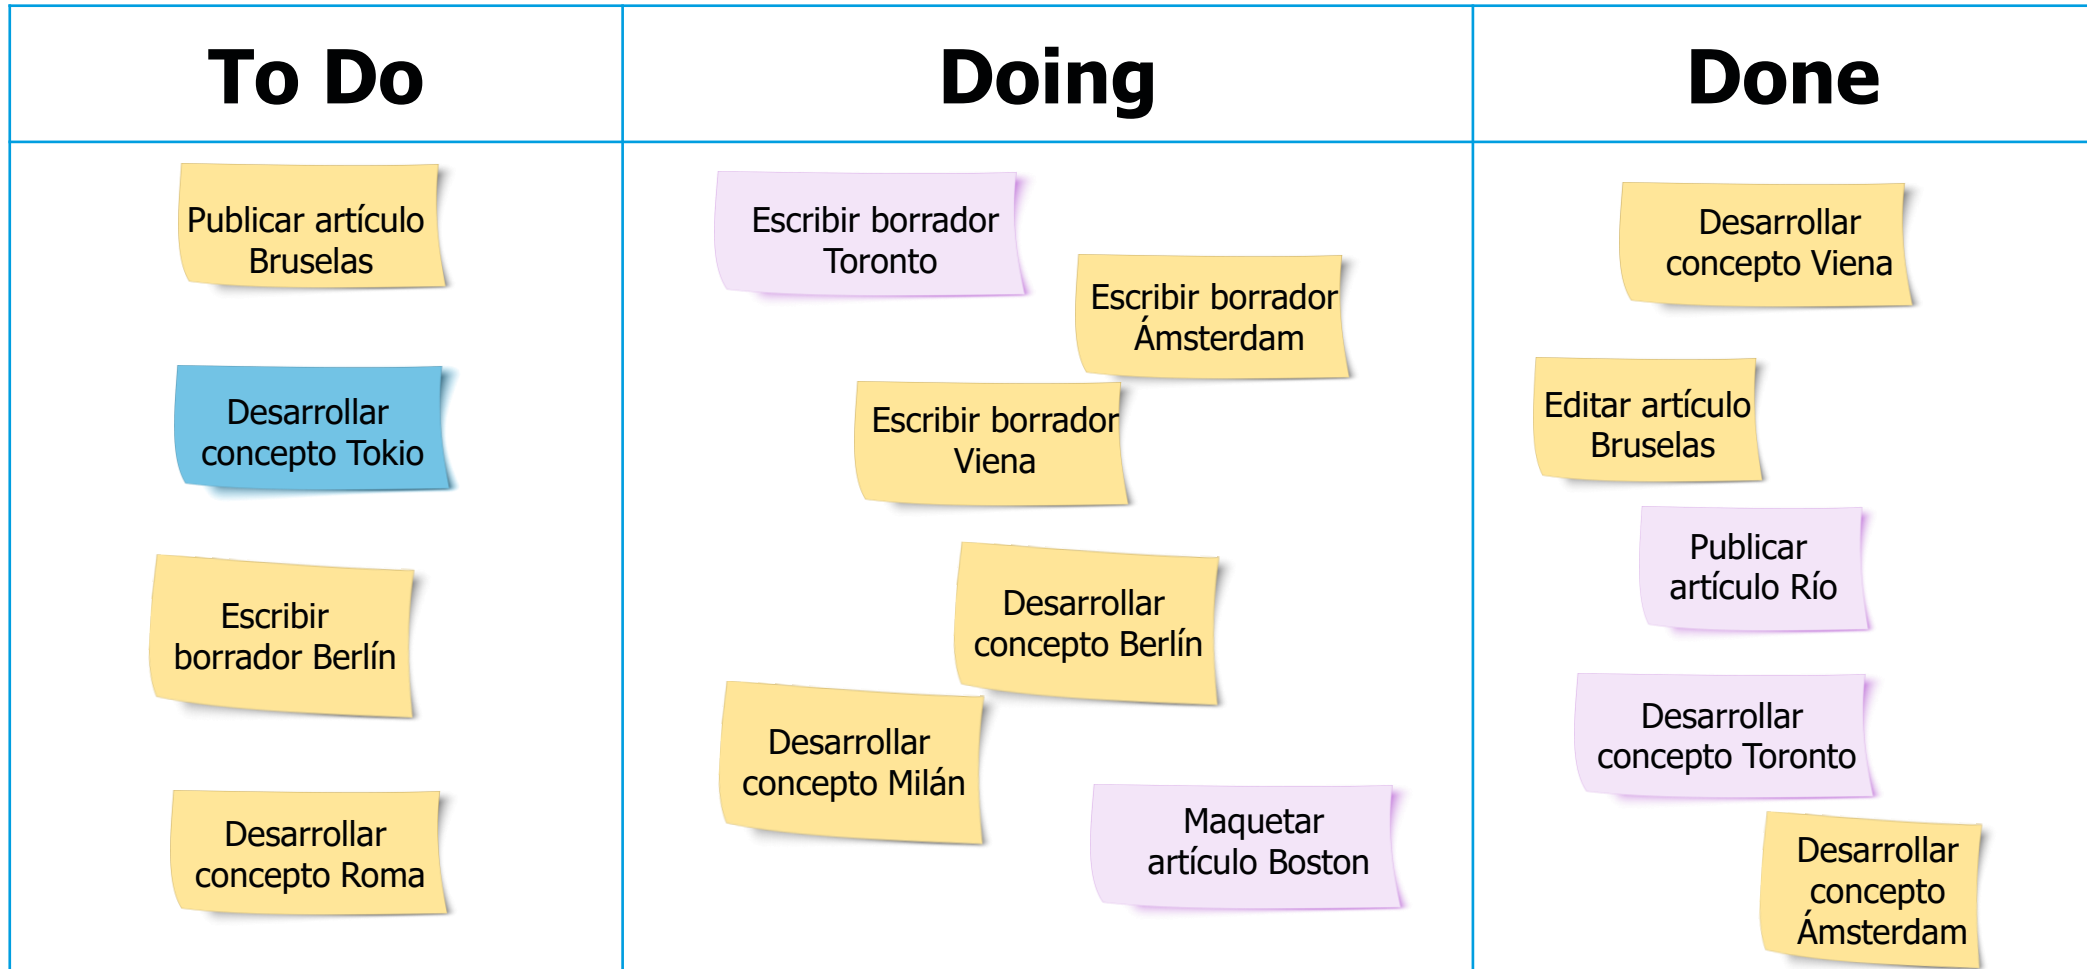 To Do
Doing
Done
Publicar artículo
Bruselas
Desarrollar
concepto Tokio
Escribir
borrador Berlín
Desarrollar
concepto Roma
Escribir borrador
Toronto
Escribir borrador
Ámsterdam
Escribir borrador
Viena
Desarrollar
concepto Berlín
Desarrollar
concepto Milán
Maquetar
artículo Boston
Desarrollar
concepto Viena
Editar artículo
Bruselas
Publicar
artículo Río
Desarrollar
concepto Toronto
Desarrollar
concepto
Ámsterdam